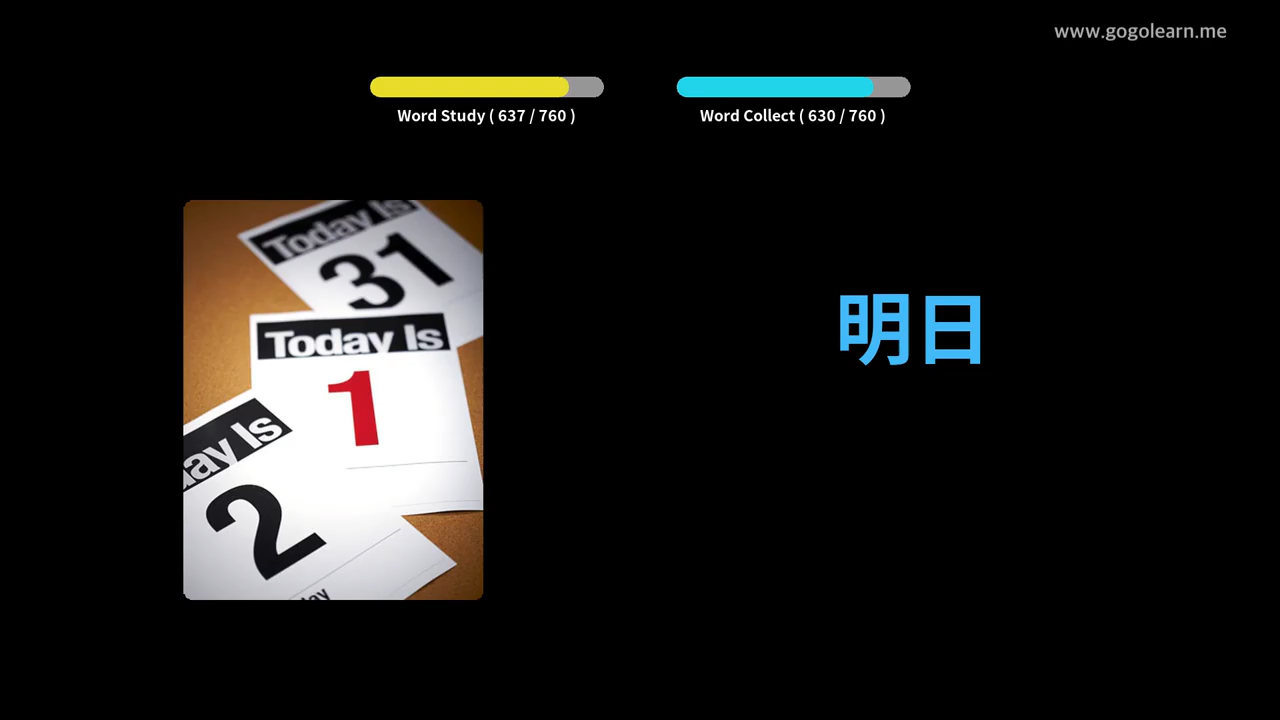 www.gogolearn.me
Word Study ( 637 / 760 )
Word Collect ( 630 / 760 )
Today Is
31
Today Is
1
ay Is
2
明日